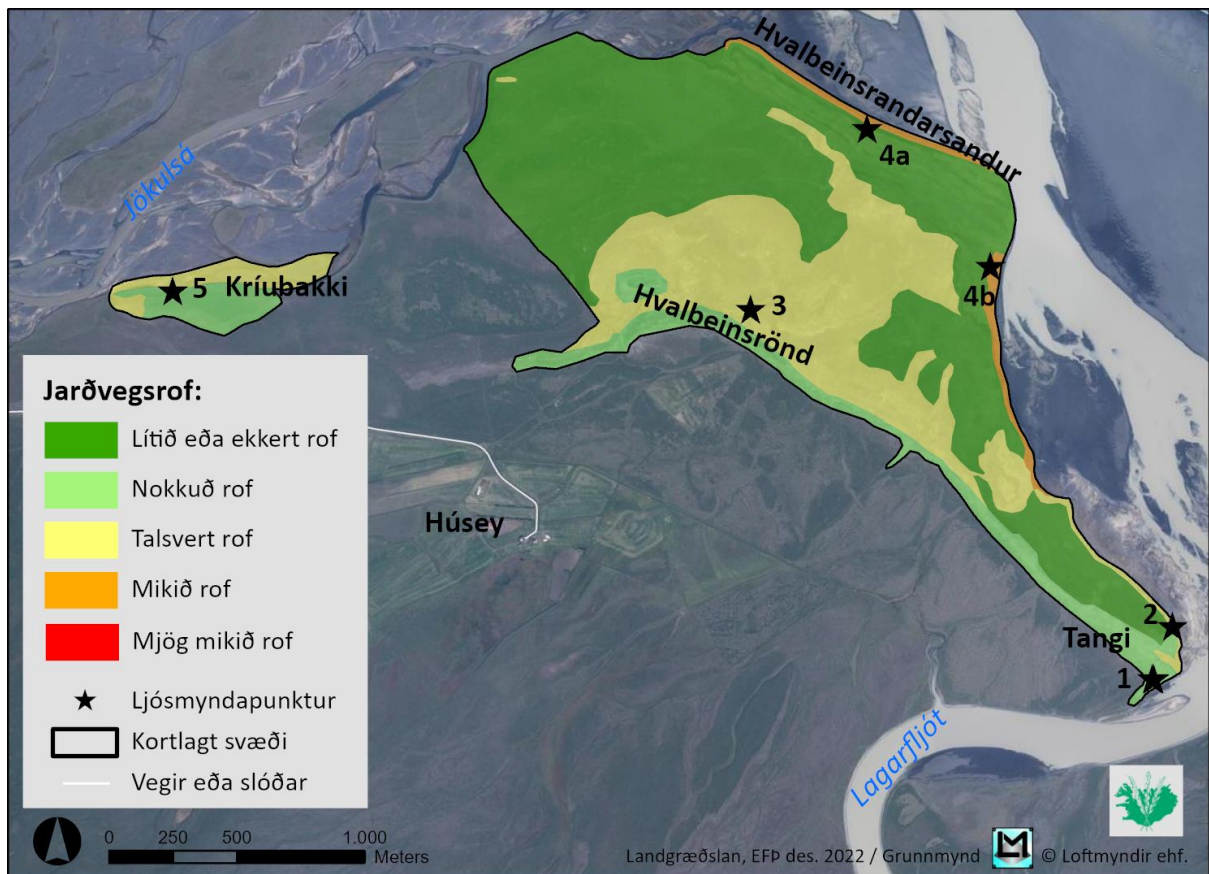 Hvalbeinsrandarsandur
4a
Jökulsá
5 Kríubakki
4b
3
Hvalbeinsrönd
Jarðvegsrof:
Lítið eða ekkert rof
Nokkuð rof
Talsvert rof
Mikið rof
Mjög mikið rof
Ljósmyndapunktur
Kortlagt svæði
Vegir eða slóðar
Húsey
2
Tangi
1
Lagarfljót
0 250 500 1.000
Meters
Landgræðslan, EFÞ des. 2022 / Grunnmynd LM © Loftmyndir ehf.